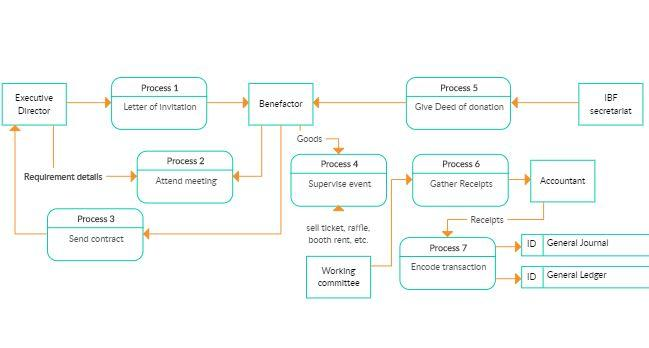 Process 1
Letter of Invitation
Executive
Director
Benefactor
Process 5
Give Deed of donation
IBF
secretariat
Goods
Process 2
Attend meeting
Requirement details
Process 4
Supervise event
Process 6
Gather Receipts
Accountant
Process 3
Send contract
sell ticket, raffle,
booth rent, etc.
Receipts
Process 7
Encode transaction
Working
committee
ID General Journal
ID General Ledger